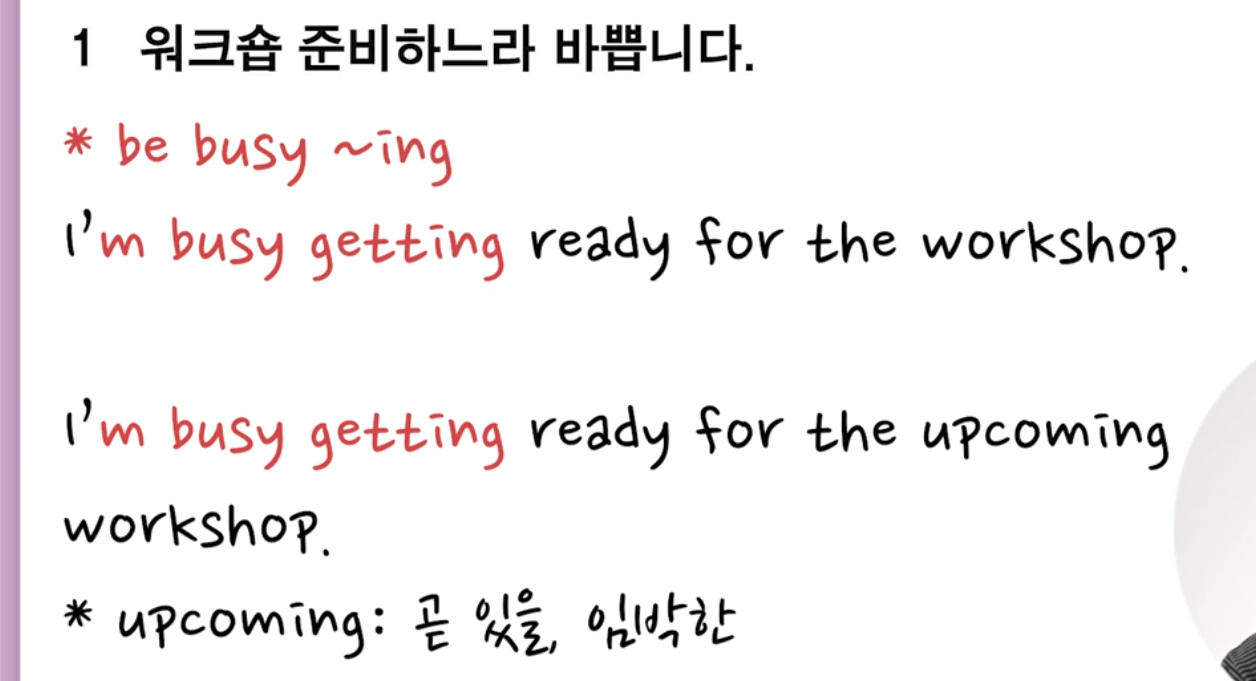 1 워크숍 준비하느라 바쁩니다.
* be busy ~ing
I'm busy getting ready for the workshop.
I'm busy getting ready for the upcoming
workshop.
* upcoming: 곧 있을, 임박한